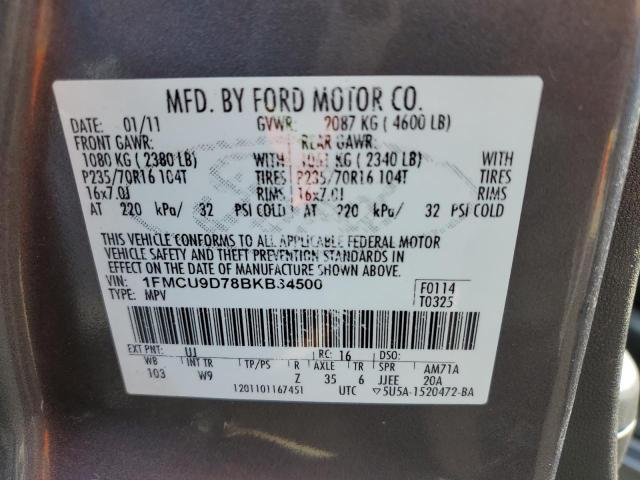 MFD. BY FORD MOTOR CO.
DATE: 01/11 GVWR: 2087 KG ( 4600 LB)
FRONT GAWR: REAR GAWR:
1080 KG ( 2380 LB) WITH 1061 KG ( 2340 LB) WITH
P235/70R16 104T TIRES P235/70R16 104T TIRES
16x7.0J RIMS 16x7.0J RIMS
AT 220 kPa/ 32 PSI COLD AT 220 kPa/ 32 PSI COLD
THIS VEHICLE CONFORMS TO ALL APPLICABLE FEDERAL MOTOR
VEHICLE SAFETY AND THEFT PREVENTION STANDARDS IN
EFFECT ON THE DATE OF MANUFACTURE SHOWN ABOVE.
VIN: 1FMCU9D78BKB34500 F0114
TYPE: MPV T0325
EXT PNT: UJ RC: 16 DSO:
WB INT TR TP/PS R AXLE TR SPR AM71A
103 W9 Z 35 6 JJEE 20A
1201101167451 UTC 5U5A-1520472-BA